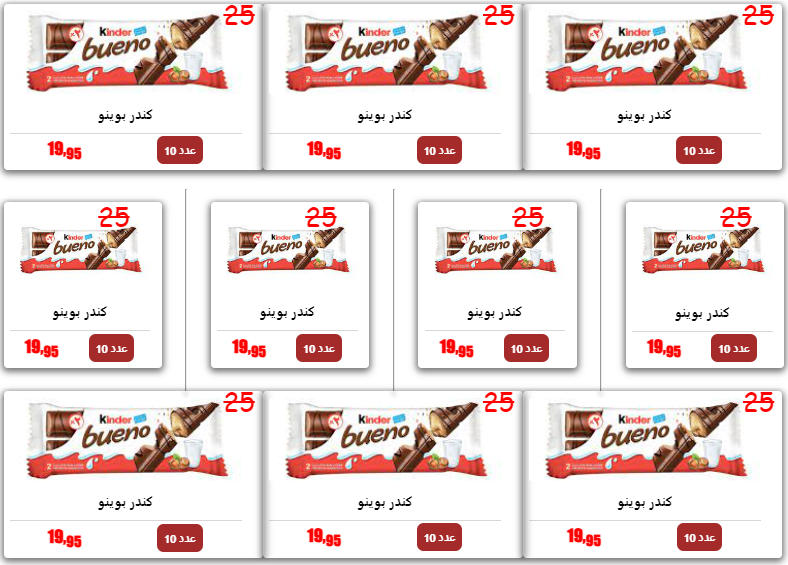 25 25 25
Kinder Kinder Kinder
bueno bueno bueno
كندر بوينو كندر بوينو كندر بوينو
19,95 عدد 10 19,95 عدد 10 19,95 عدد 10
25 25 25 25
Kinder Kinder Kinder Kinder
bueno bueno bueno bueno
كندر بوينو كندر بوينو كندر بوينو كندر بوينو
19,95 عدد 10 19,95 عدد 10 19,95 عدد 10 19,95 عدد 10
25 25 25
Kinder Kinder Kinder
bueno bueno bueno
كندر بوينو كندر بوينو كندر بوينو
19,95 عدد 10 19,95 عدد 10 19,95 عدد 10